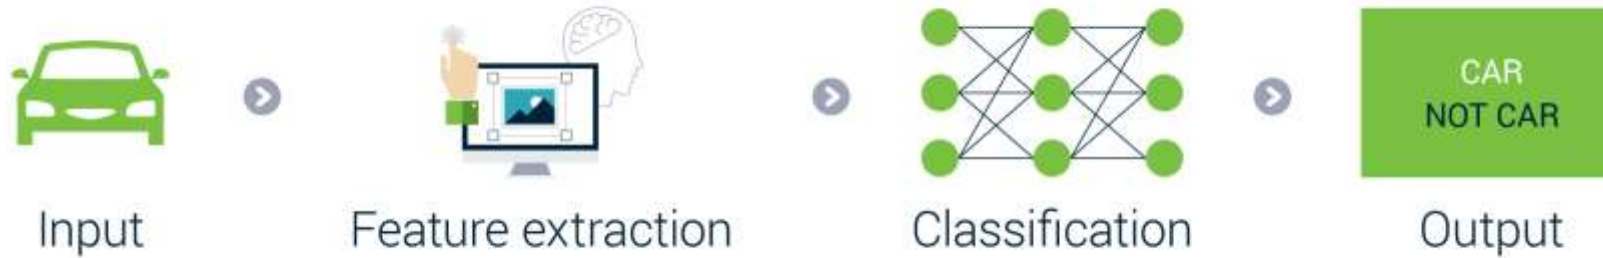 CAR
NOT CAR
Input
Feature extraction
Classification
Output